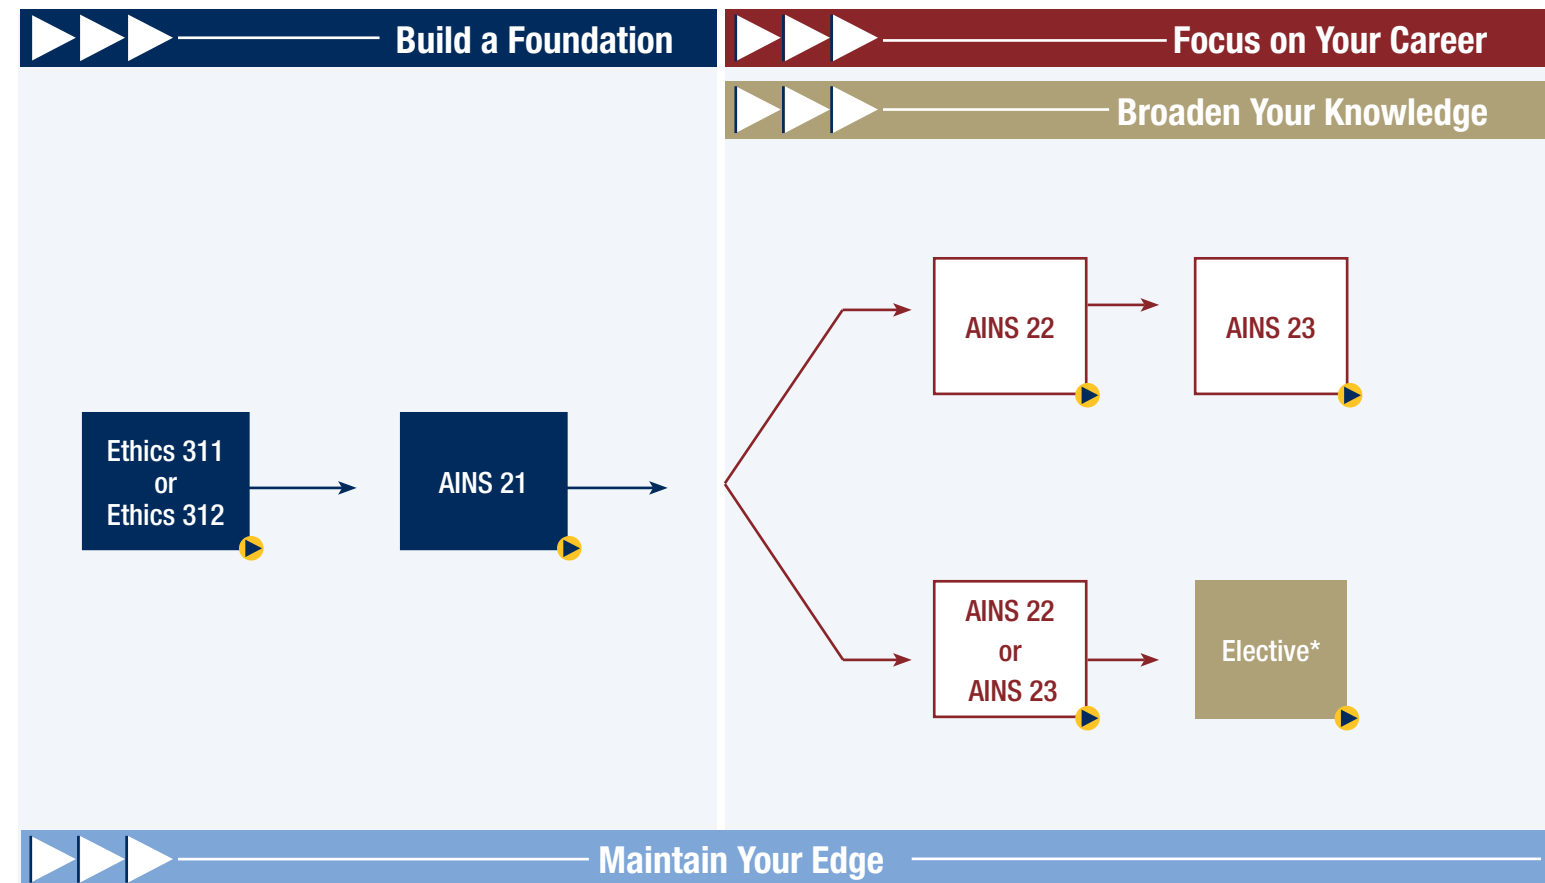 Build a Foundation
Focus on Your Career
Broaden Your Knowledge
Ethics 311
or
Ethics 312
AINS 21
AINS 22
AINS 23
AINS 22
or
AINS 23
Elective*
Maintain Your Edge